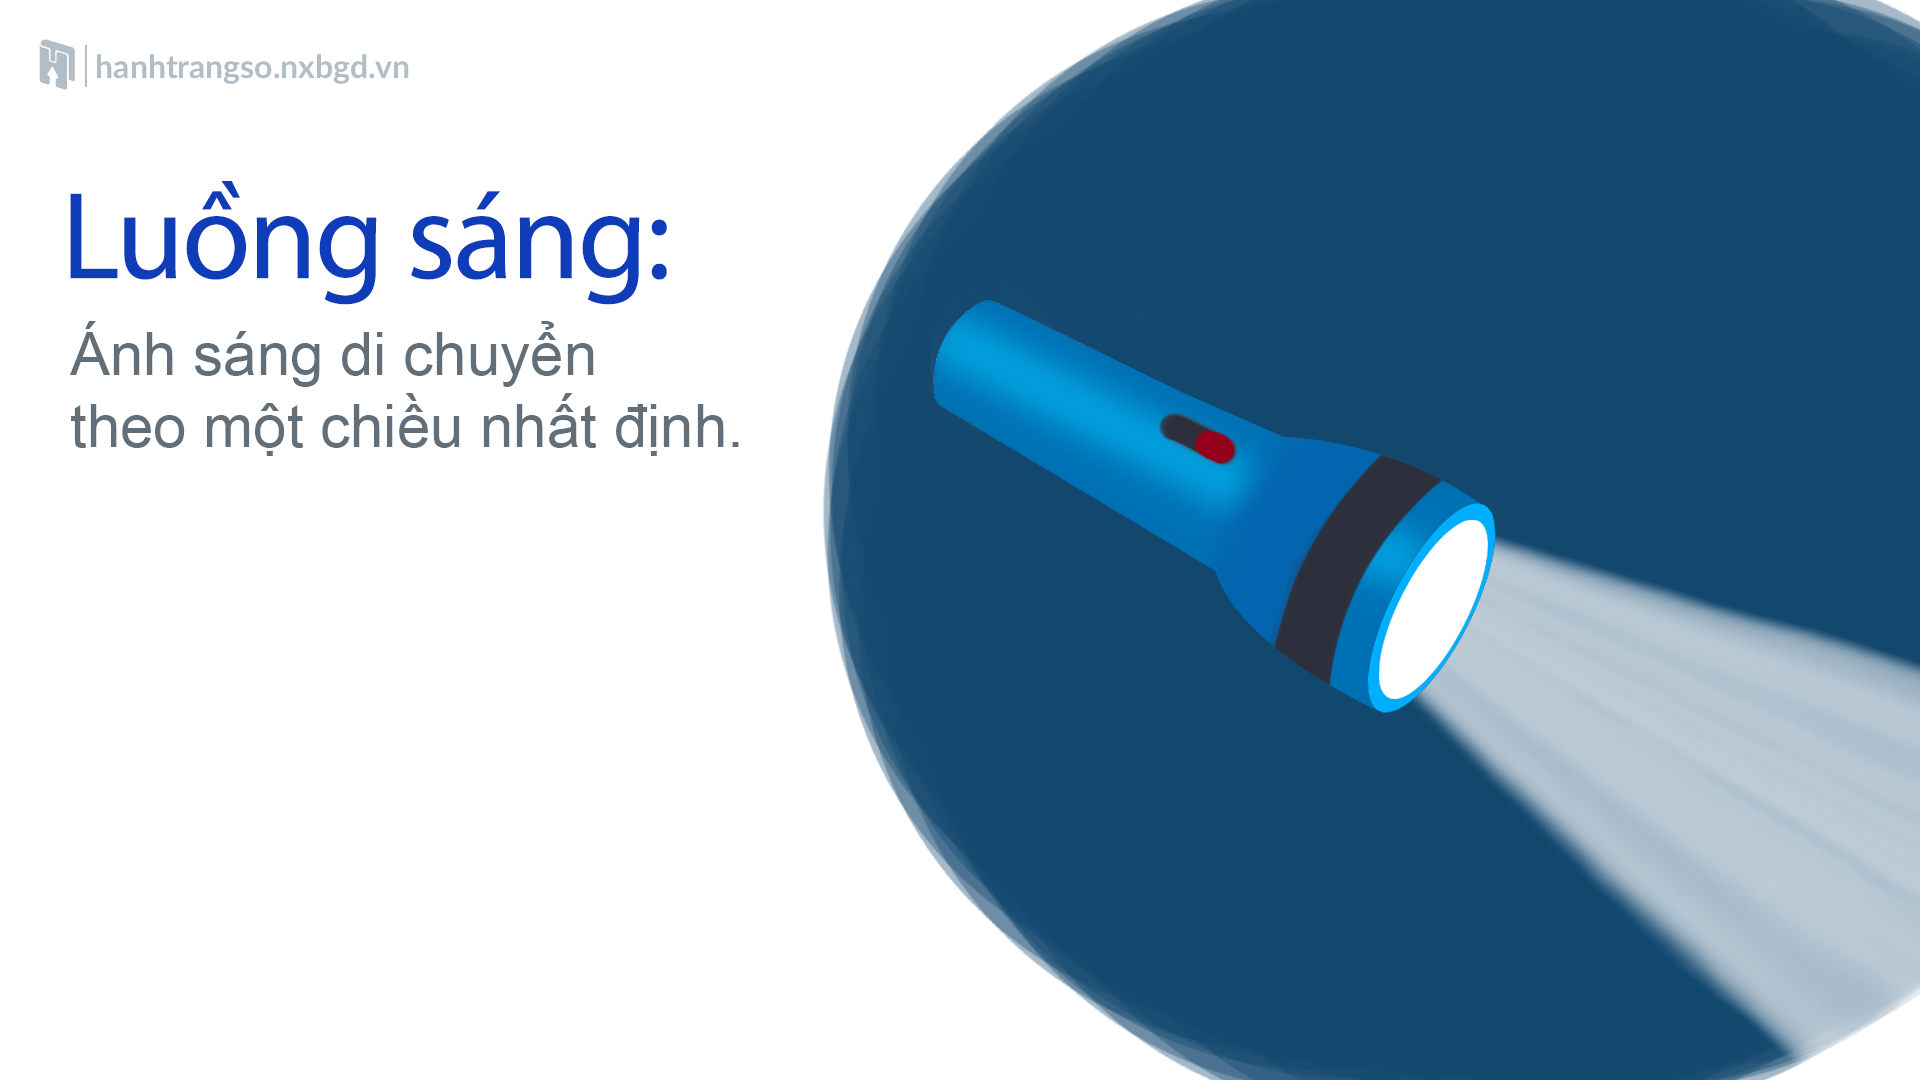 hanhtrangso.nxbgd.vn
Luồng sáng:
Ánh sáng di chuyển
theo một chiều nhất định.